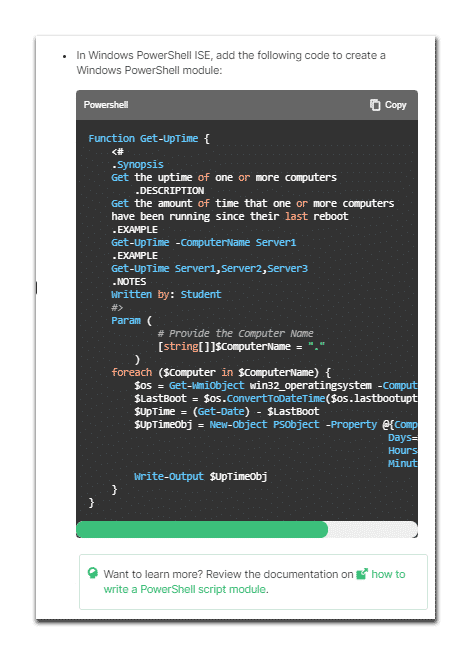 In Windows PowerShell ISE, add the following code to create a
Windows PowerShell module:
Powershell
Copy
Function Get-UpTime {
<#
.Synopsis
Get the uptime of one or more computers
.DESCRIPTION
Get the amount of time that one or more computers
have been running since their last reboot
.EXAMPLE
Get-UpTime -ComputerName Server1
.EXAMPLE
Get-UpTime Server1,Server2,Server3
.NOTES
Written by: Student
#>
Param (
# Provide the Computer Name
[string[]]$ComputerName = "."
)
foreach ($Computer in $ComputerName) {
$os = Get-WmiObject win32_operatingsystem -Comput
$LastBoot = $os.ConvertToDateTime($os.lastbootupt
$UpTime = (Get-Date) - $LastBoot
$UpTimeObj = New-Object PSObject -Property @{Comp
Days=
Hours
Minut
Write-Output $UpTimeObj
}
}
Want to learn more? Review the documentation on how to
write a PowerShell script module.